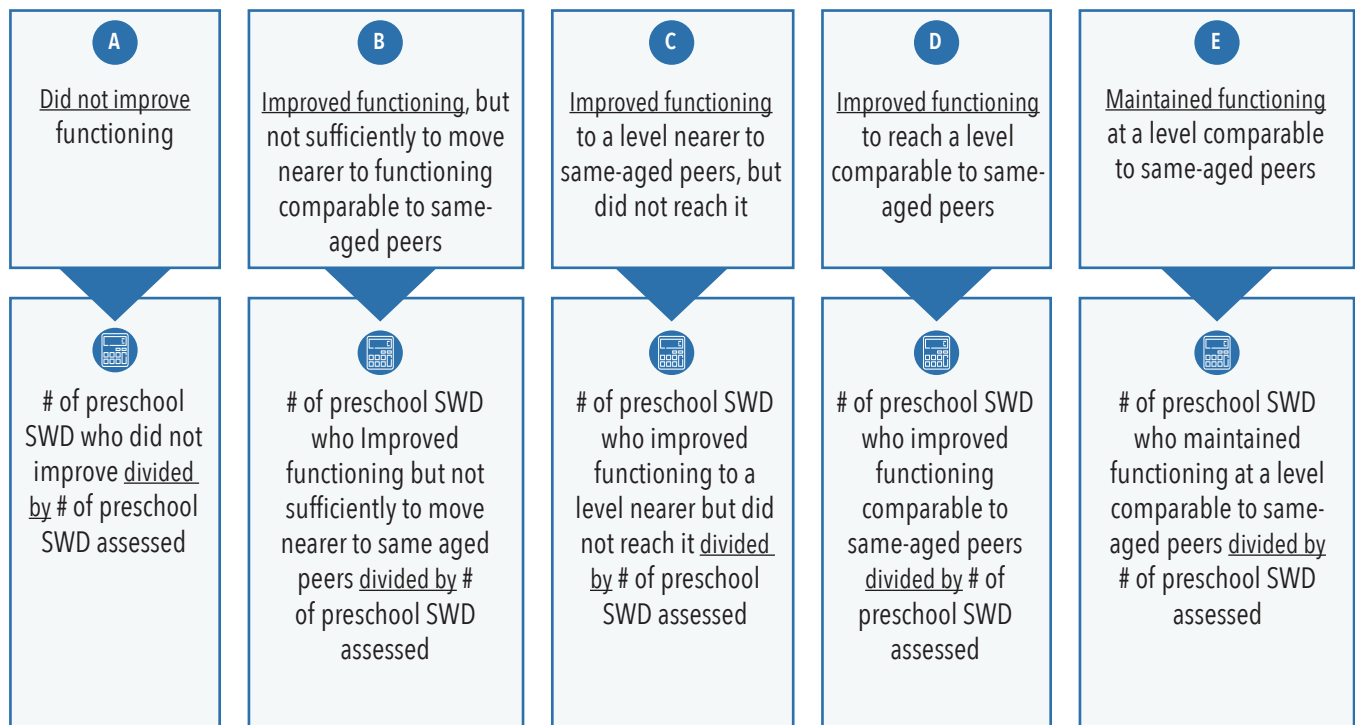 A
Did not improve
functioning
B
Improved functioning, but
not sufficiently to move
nearer to functioning
comparable to same-
aged peers
C
Improved functioning
to a level nearer to
same-aged peers, but
did not reach it
D
Improved functioning
to reach a level
comparable to same-
aged peers
E
Maintained functioning
at a level comparable
to same-aged peers
# of preschool
SWD who did not
improve divided
by # of preschool
SWD assessed
# of preschool SWD
who Improved
functioning but not
sufficiently to move
nearer to same aged
peers divided by #
of preschool SWD
assessed
# of preschool SWD
who improved
functioning to a
level nearer but did
not reach it divided
by # of preschool
SWD assessed
# of preschool SWD
who improved
functioning
comparable to
same-aged peers
divided by # of
preschool SWD
assessed
# of preschool SWD
who maintained
functioning at a level
comparable to same-
aged peers divided by
# of preschool SWD
assessed